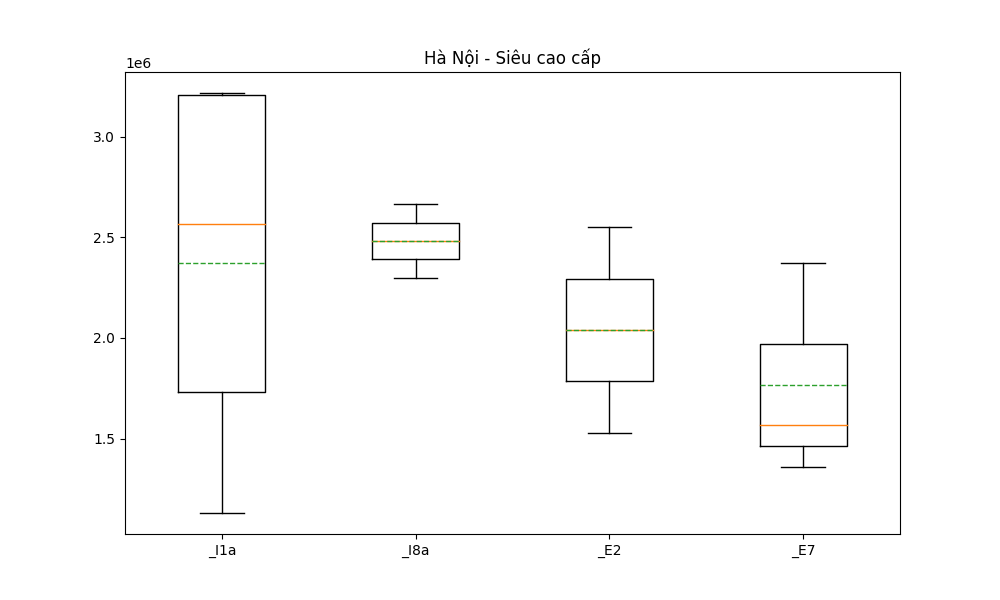 Hà Nội - Siêu cao cấp
1e6
3.0
2.5
2.0
1.5
_I1a
_I8a
_E2
_E7